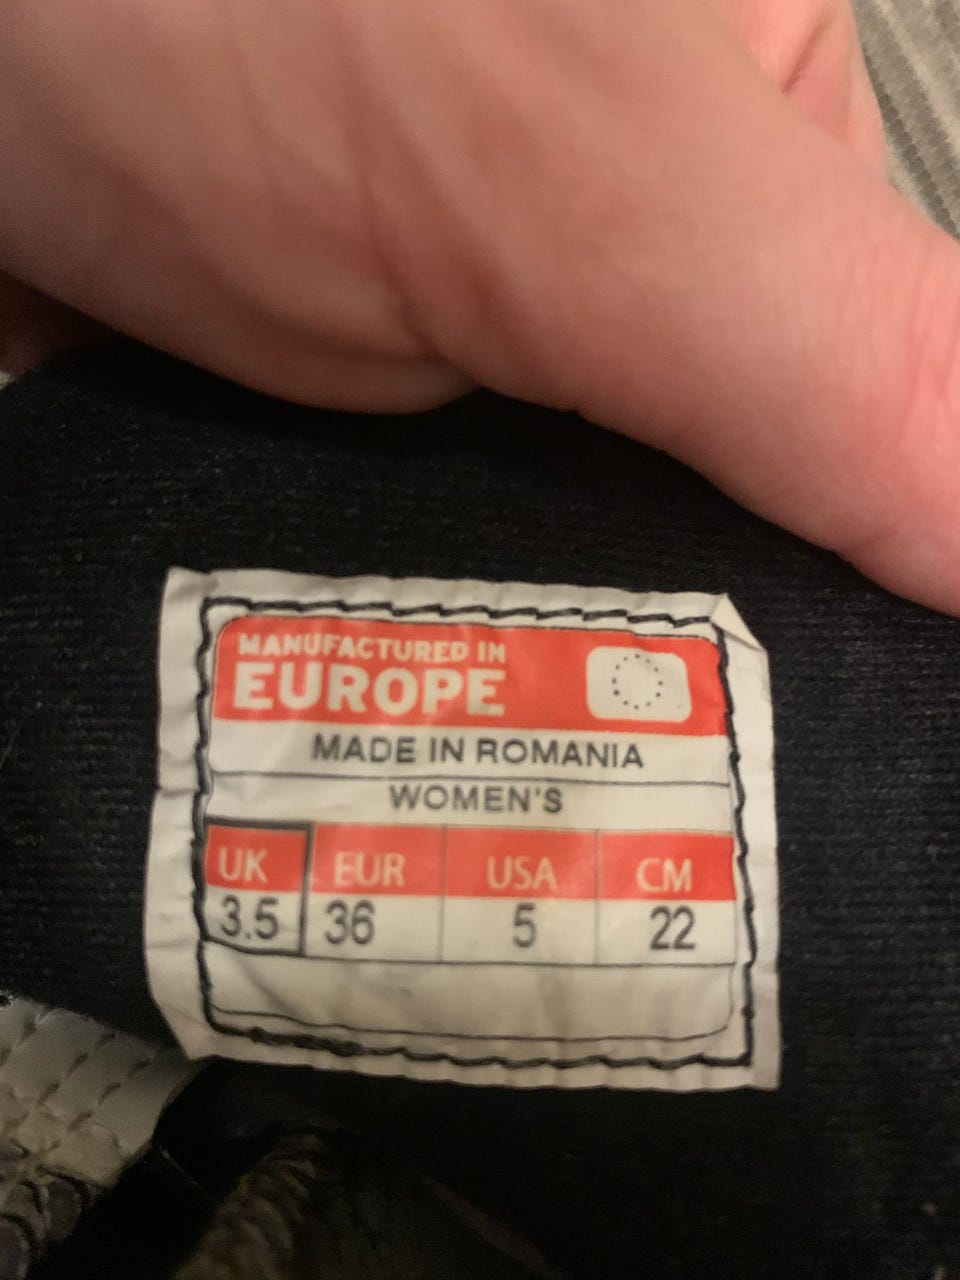 MANUFACTURED IN
EUROPE
MADE IN ROMANIA
WOMEN'S
UK EUR USA CM
3.5 36 5 22